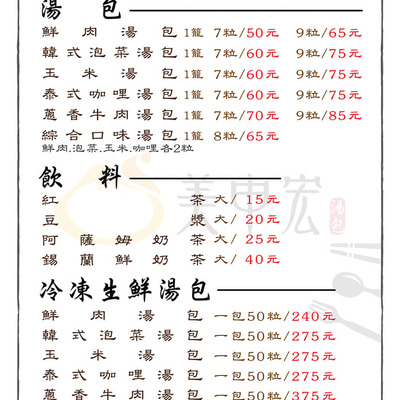 湯包
鮮肉湯包 1籠 7粒/50元 9粒/65元
韓式泡菜湯包 1籠 7粒/60元 9粒/75元
玉米湯包 1籠 7粒/60元 9粒/75元
泰式咖哩湯包 1籠 7粒/60元 9粒/75元
蔥香牛肉湯包 1籠 7粒/70元 9粒/85元
綜合口味湯包 1籠 8粒/65元
鮮肉.泡菜.玉米.咖哩各2粒
飲料
紅茶 大/15元
豆漿 大/20元
阿薩姆奶茶 大/25元
錫蘭鮮奶茶 大/40元
美申宏
湯包
冷凍生鮮湯包
鮮肉湯包 一包50粒/240元
韓式泡菜湯包 一包50粒/275元
玉米湯包 一包50粒/275元
泰式咖哩湯包 一包50粒/275元
蔥香牛肉湯包 一包50粒/375元